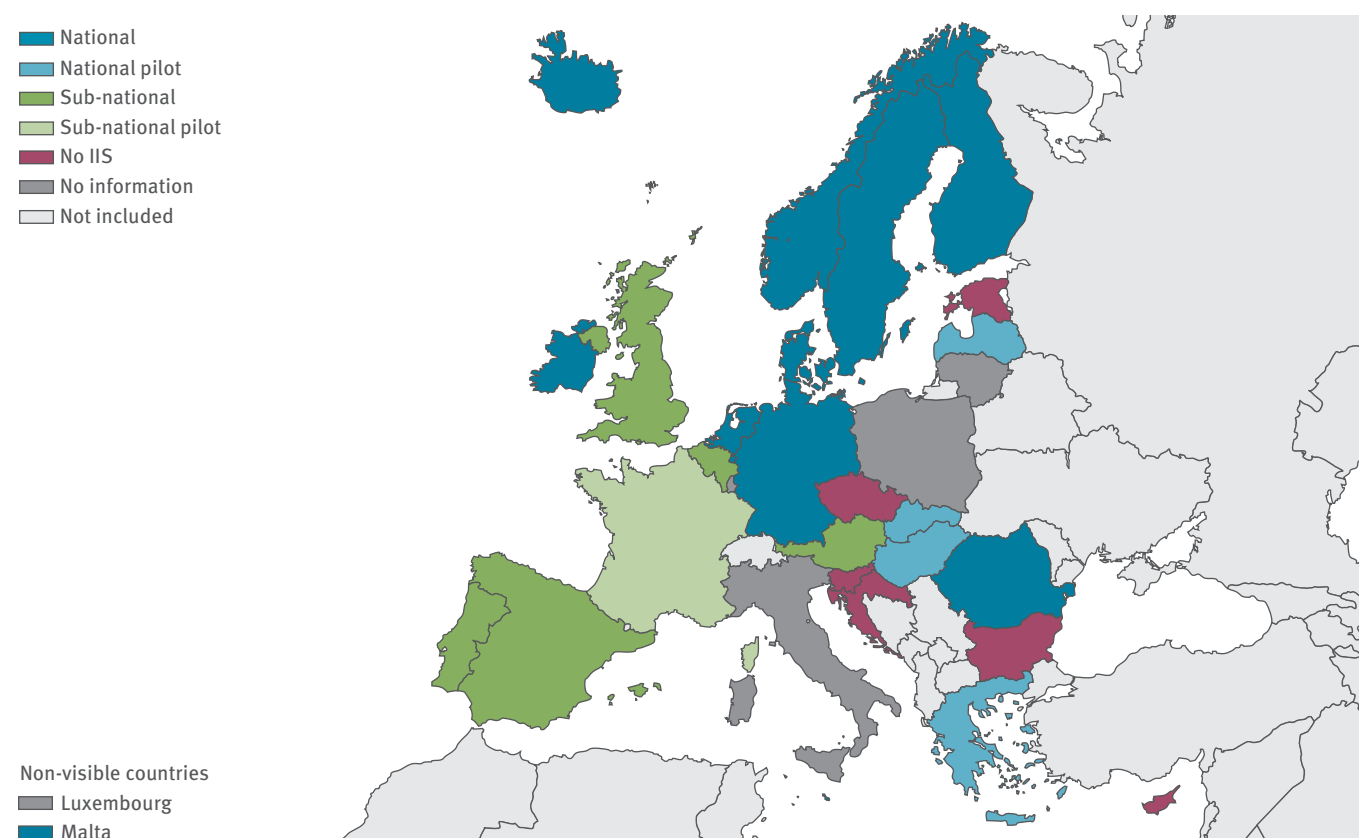 National
National pilot
Sub-national
Sub-national pilot
No IIS
No information
Not included
Non-visible countries
Luxembourg
Malta